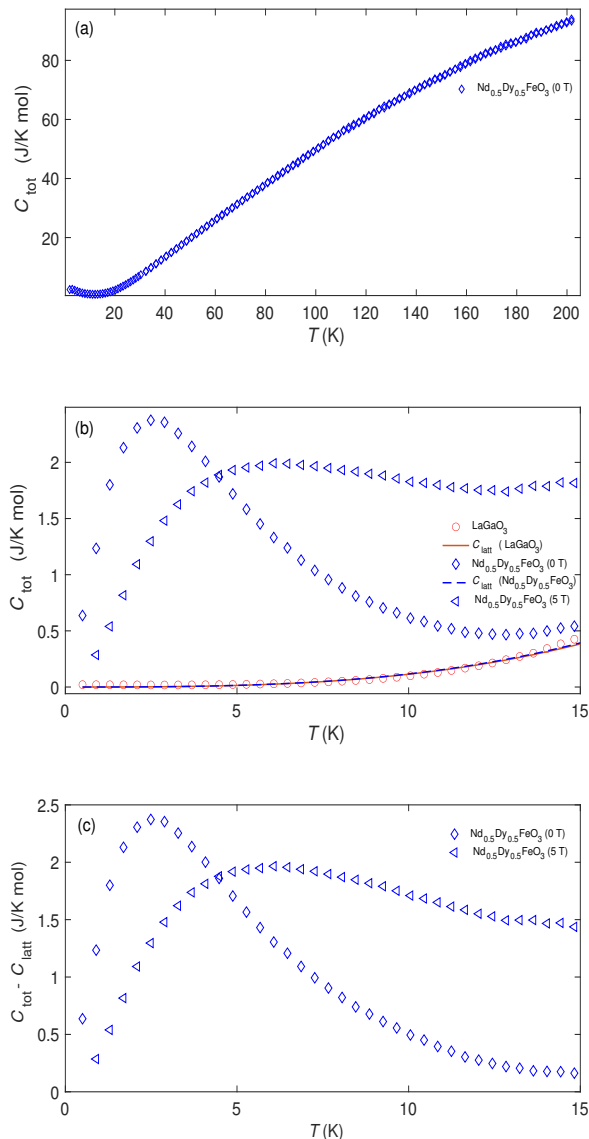 (a)
C_tot (J/K mol)
80
60
40
20
Nd0.5Dy0.5FeO3 (0 T)
20 40 60 80 100 120 140 160 180 200
T (K)
(b)
C_tot (J/K mol)
2
1.5
1
0.5
0
LaGaO3
C_latt ( LaGaO3)
Nd0.5Dy0.5FeO3 (0 T)
C_latt (Nd0.5Dy0.5FeO3)
Nd0.5Dy0.5FeO3 (5 T)
0 5 10 15
T (K)
(c)
C_tot - C_latt (J/K mol)
2.5
2
1.5
1
0.5
0
Nd0.5Dy0.5FeO3 (0 T)
Nd0.5Dy0.5FeO3 (5 T)
0 5 10 15
T (K)